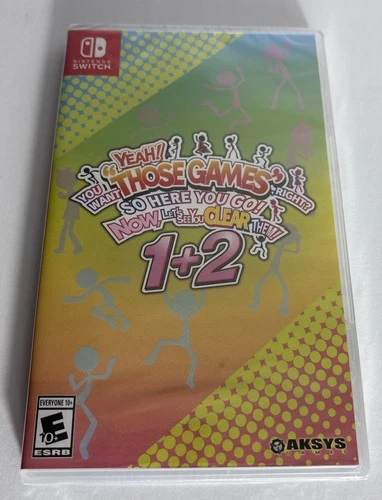 NINTENDO
SWITCH
YEAH!
YOU WANT "THOSE GAMES," RIGHT?
SO HERE YOU GO!
NOW, LET'S SEE YOU CLEAR THEM!
1+2
EVERYONE 10+
E
10+
ESRB
AKSYS
GAMES